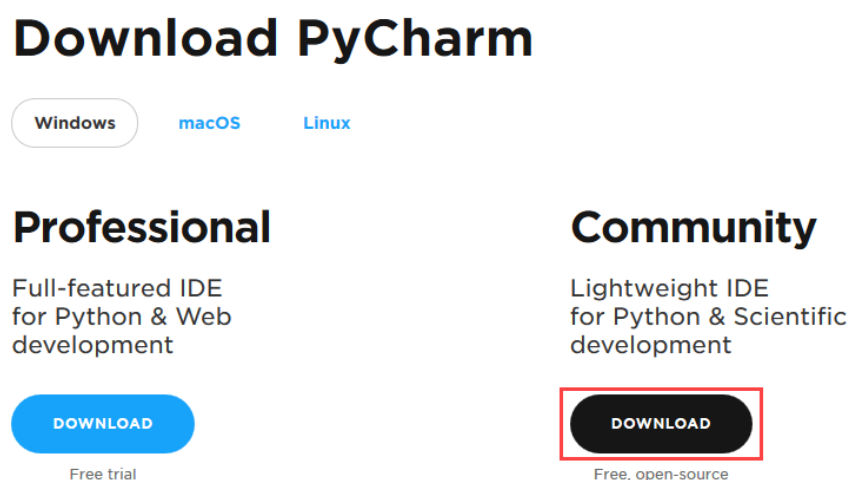 Download PyCharm
Windows
macOS
Linux
Professional
Full-featured IDE
for Python & Web
development
DOWNLOAD
Free trial
Community
Lightweight IDE
for Python & Scientific
development
DOWNLOAD
Free, open-source